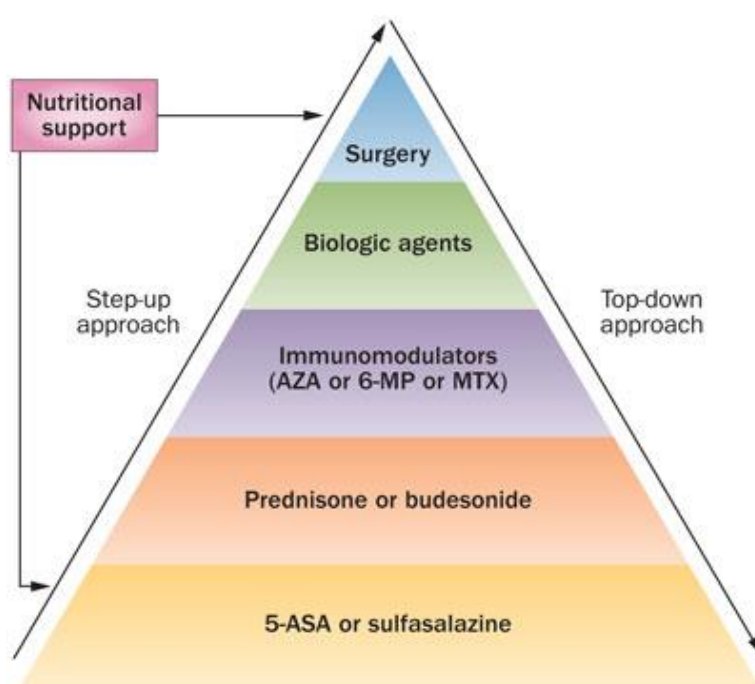 Nutritional
support
Surgery
Biologic agents
Step-up
approach
Top-down
approach
Immunomodulators
(AZA or 6-MP or MTX)
Prednisone or budesonide
5-ASA or sulfasalazine